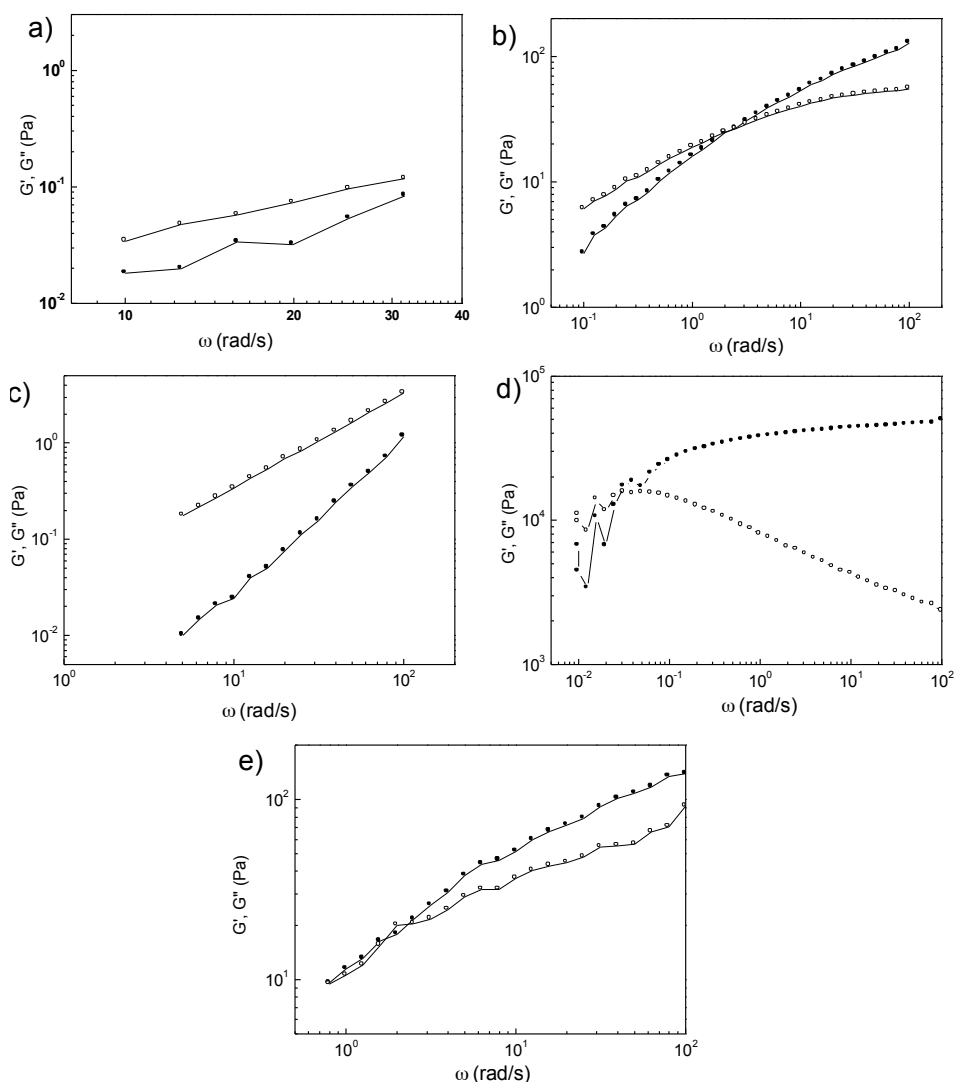 a)
10⁰
10⁻¹
10⁻²
G', G'' (Pa)
10 20 30 40
ω (rad/s)
b)
10²
10¹
10⁰
G', G'' (Pa)
10⁻¹ 10⁰ 10¹ 10²
ω (rad/s)
c)
10⁰
10⁻¹
10⁻²
G', G'' (Pa)
10⁰ 10¹ 10²
ω (rad/s)
d)
10⁵
10⁴
10³
G', G'' (Pa)
10⁻² 10⁻¹ 10⁰ 10¹ 10²
ω (rad/s)
e)
10²
10¹
G', G'' (Pa)
10⁰ 10¹ 10²
ω (rad/s)